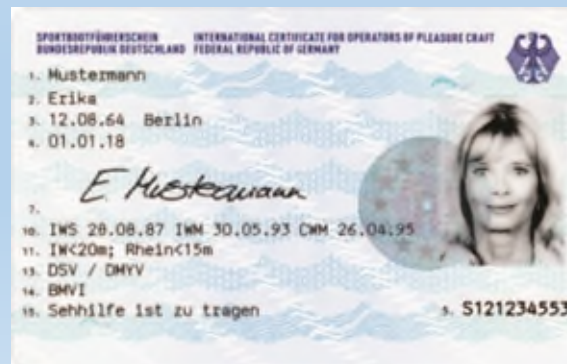 SPORTBOOTFÜHRERSCHEIN INTERNATIONAL CERTIFICATE FOR OPERATORS OF PLEASURE CRAFT
BUNDESREPUBLIK DEUTSCHLAND FEDERAL REPUBLIC OF GERMANY
1. Mustermann
2. Erika
3. 12.08.64 Berlin
4. 01.01.18
E. Mustermann
7.
10. IWS 28.08.87 IWM 30.05.93 CWM 26.04.95
11. IW<20m; Rhein<15m
13. DSV / DMYV
14. BMVI
15. Sehhilfe ist zu tragen
5. S121234553